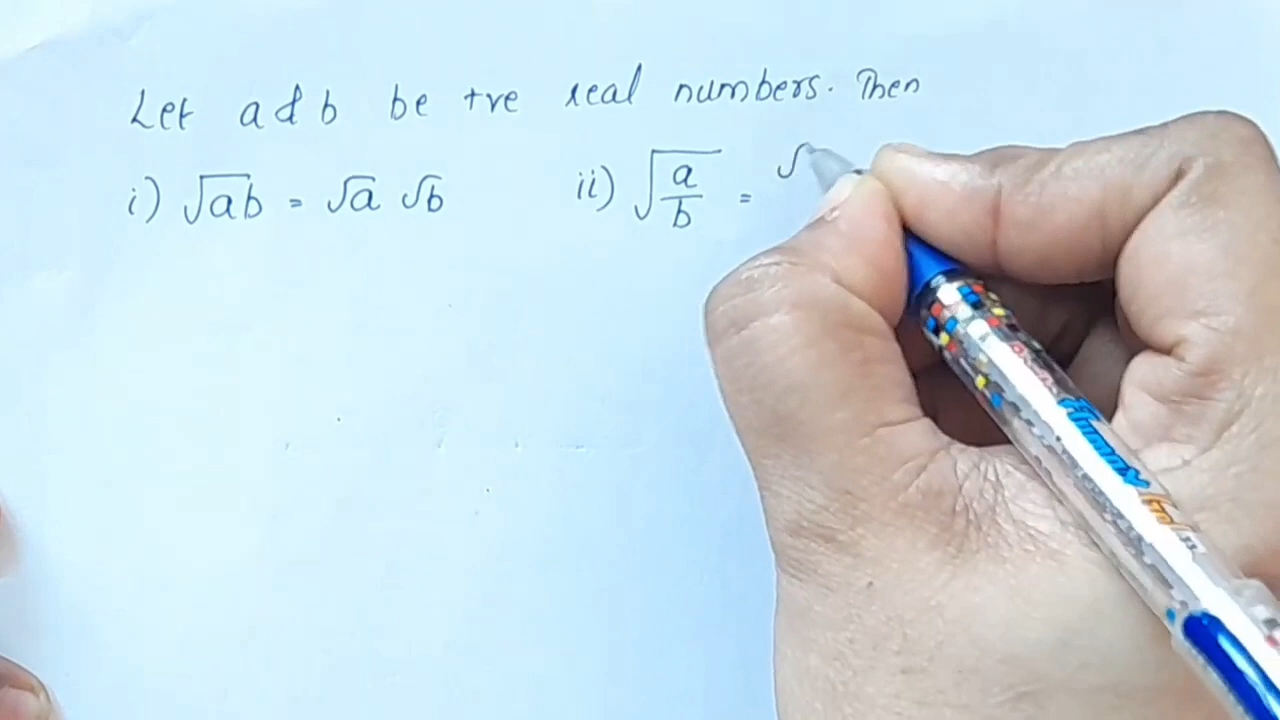 Let a & b be +ve real numbers. Then
i) √ab = √a √b ii) √a/b = √